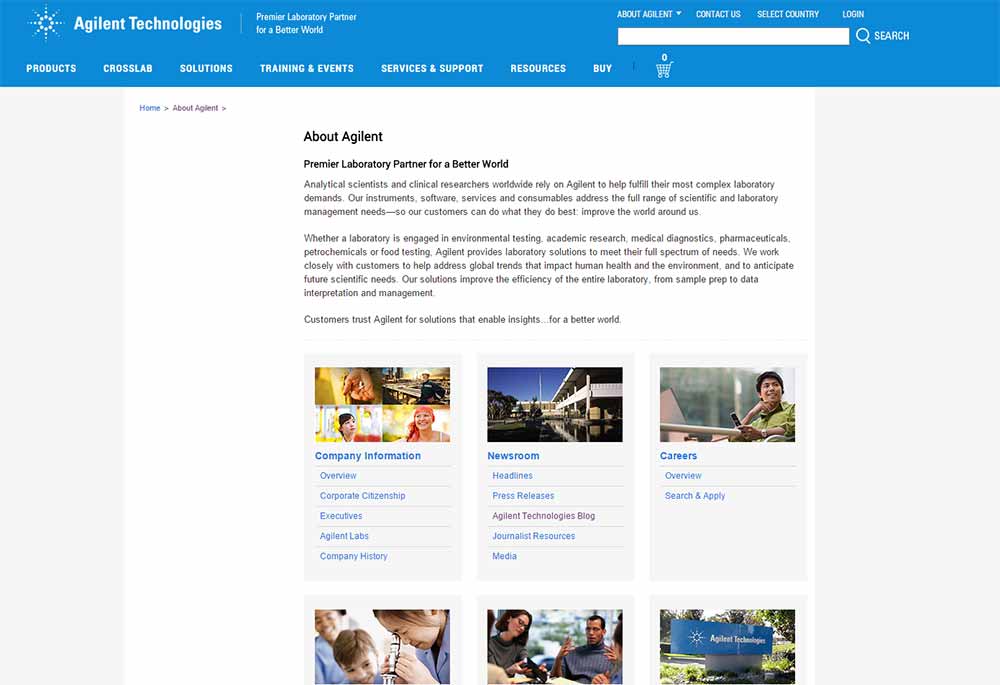 Agilent Technologies
Premier Laboratory Partner
for a Better World
ABOUT AGILENT
CONTACT US
SELECT COUNTRY
LOGIN
SEARCH
PRODUCTS
CROSSLAB
SOLUTIONS
TRAINING & EVENTS
SERVICES & SUPPORT
RESOURCES
BUY
0
Home > About Agilent >
About Agilent
Premier Laboratory Partner for a Better World
Analytical scientists and clinical researchers worldwide rely on Agilent to help fulfill their most complex laboratory
demands. Our instruments, software, services and consumables address the full range of scientific and laboratory
management needs—so our customers can do what they do best: improve the world around us.
Whether a laboratory is engaged in environmental testing, academic research, medical diagnostics, pharmaceuticals,
petrochemicals or food testing, Agilent provides laboratory solutions to meet their full spectrum of needs. We work
closely with customers to help address global trends that impact human health and the environment, and to anticipate
future scientific needs. Our solutions improve the efficiency of the entire laboratory, from sample prep to data
interpretation and management.
Customers trust Agilent for solutions that enable insights...for a better world.
Company Information
Overview
Corporate Citizenship
Executives
Agilent Labs
Company History
Newsroom
Headlines
Press Releases
Agilent Technologies Blog
Journalist Resources
Media
Careers
Overview
Search & Apply
Agilent Technologies